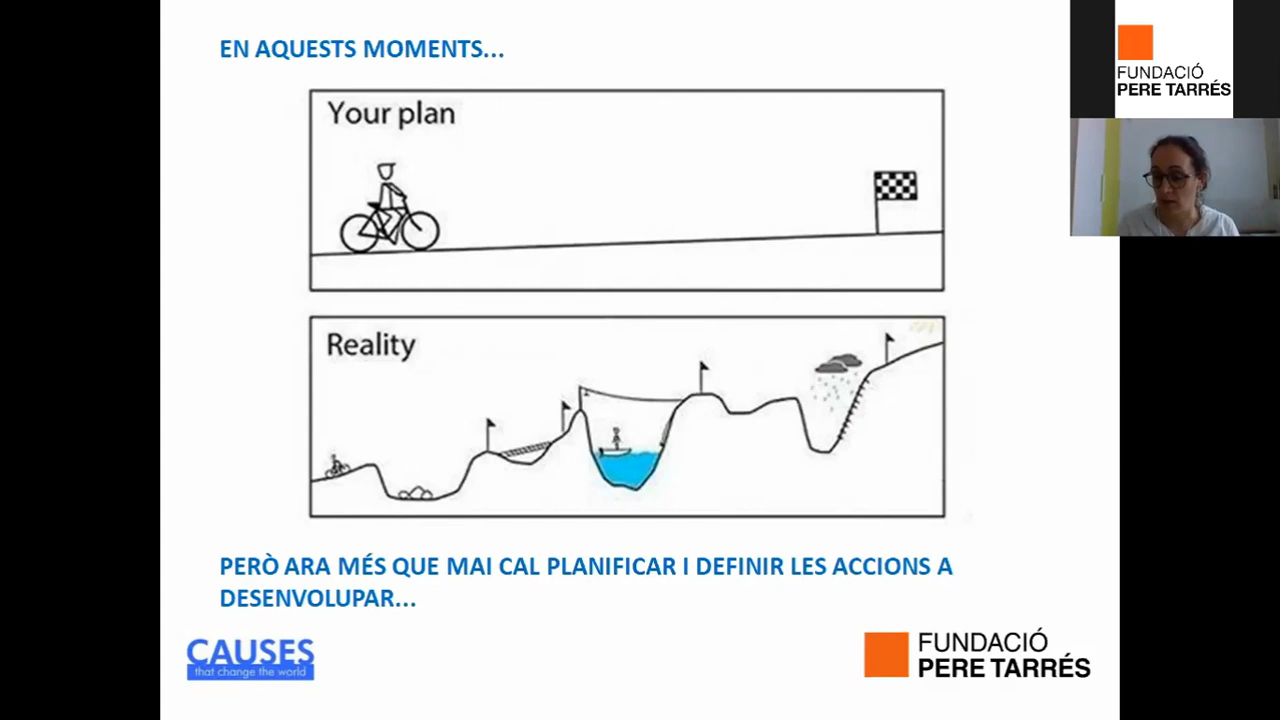 EN AQUESTS MOMENTS...
Your plan
Reality
PERÒ ARA MÉS QUE MAI CAL PLANIFICAR I DEFINIR LES ACCIONS A
DESENVOLUPAR...
CAUSES
that change the world
FUNDACIÓ
PERE TARRÉS
FUNDACIÓ
PERE TARRÉS